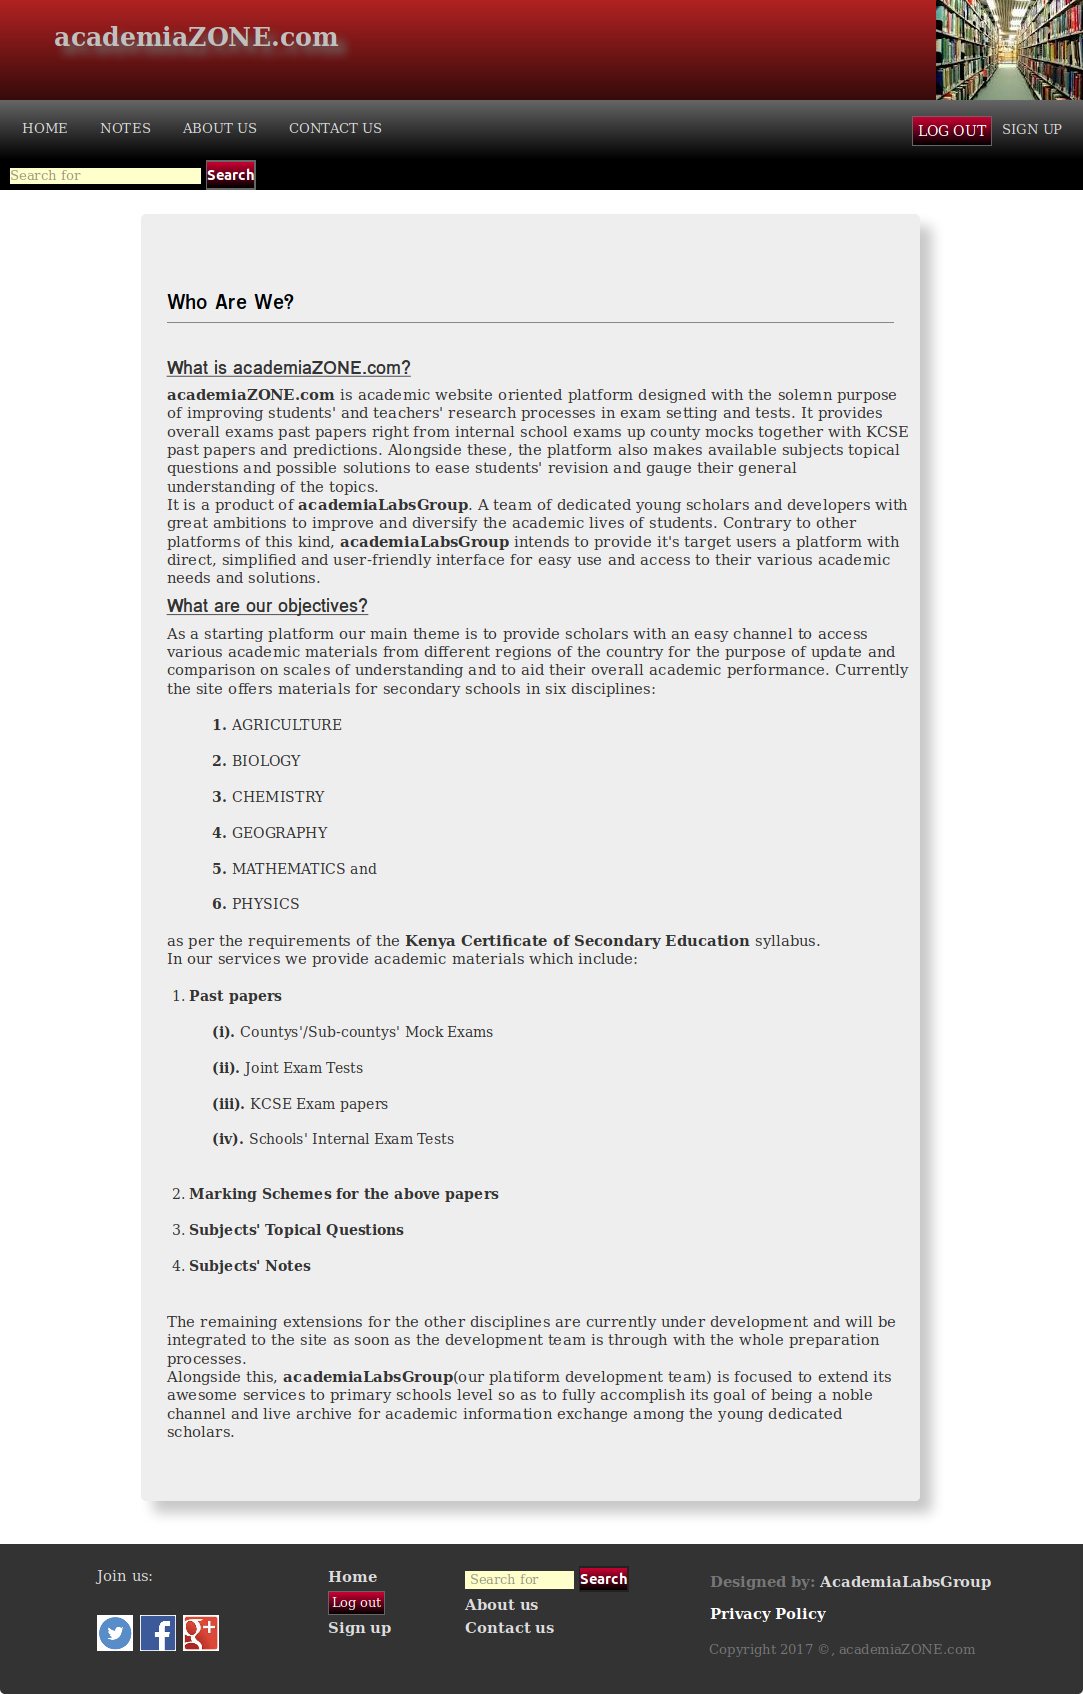 academiaZONE.com
HOME NOTES ABOUT US CONTACT US LOG OUT SIGN UP
Search for Search
Who Are We?
What is academiaZONE.com?
academiaZONE.com is academic website oriented platform designed with the solemn purpose
of improving students' and teachers' research processes in exam setting and tests. It provides
overall exams past papers right from internal school exams up county mocks together with KCSE
past papers and predictions. Alongside these, the platform also makes available subjects topical
questions and possible solutions to ease students' revision and gauge their general
understanding of the topics.
It is a product of academiaLabsGroup. A team of dedicated young scholars and developers with
great ambitions to improve and diversify the academic lives of students. Contrary to other
platforms of this kind, academiaLabsGroup intends to provide it's target users a platform with
direct, simplified and user-friendly interface for easy use and access to their various academic
needs and solutions.
What are our objectives?
As a starting platform our main theme is to provide scholars with an easy channel to access
various academic materials from different regions of the country for the purpose of update and
comparison on scales of understanding and to aid their overall academic performance. Currently
the site offers materials for secondary schools in six disciplines:
1. AGRICULTURE
2. BIOLOGY
3. CHEMISTRY
4. GEOGRAPHY
5. MATHEMATICS and
6. PHYSICS
as per the requirements of the Kenya Certificate of Secondary Education syllabus.
In our services we provide academic materials which include:
1. Past papers
(i). Countys'/Sub-countys' Mock Exams
(ii). Joint Exam Tests
(iii). KCSE Exam papers
(iv). Schools' Internal Exam Tests
2. Marking Schemes for the above papers
3. Subjects' Topical Questions
4. Subjects' Notes
The remaining extensions for the other disciplines are currently under development and will be
integrated to the site as soon as the development team is through with the whole preparation
processes.
Alongside this, academiaLabsGroup(our platiform development team) is focused to extend its
awesome services to primary schools level so as to fully accomplish its goal of being a noble
channel and live archive for academic information exchange among the young dedicated
scholars.
Join us:
Home
Log out
Sign up
Search for Search
About us
Contact us
Designed by: AcademiaLabsGroup
Privacy Policy
Copyright 2017 ©, academiaZONE.com